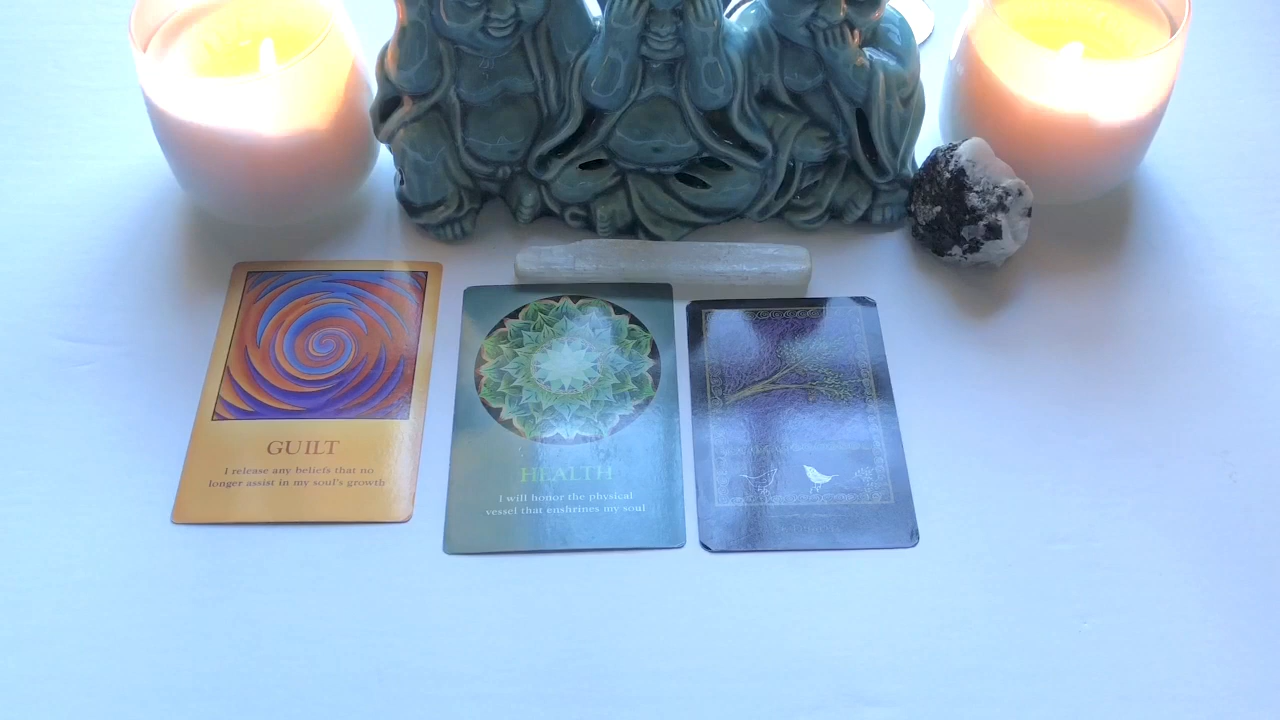 GUILT
I release any beliefs that no
longer assist in my soul's growth
HEALTH
I will honor the physical
vessel that enshrines my soul